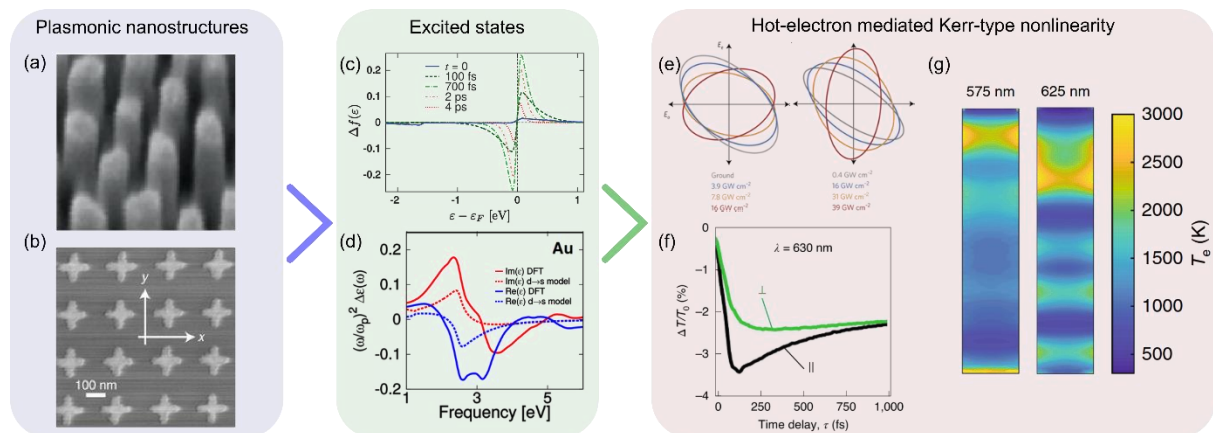 Plasmonic nanostructures
(a)
(b)
y
x
100 nm
Excited states
(c)
t = 0
100 fs
700 fs
2 ps
4 ps
0.2
0.1
0
-0.1
-0.2
Δf(ε)
-2
-1
0
1
ε − ε_F [eV]
(d)
Au
Im(ε) DFT
Im(ε) d→s model
Re(ε) DFT
Re(ε) d→s model
0.2
0.1
0
-0.1
-0.2
(ω/ω_p)² Δε(ω)
1
3
5
Frequency [eV]
Hot-electron mediated Kerr-type nonlinearity
(e)
Ground
3.9 GW cm⁻²
7.8 GW cm⁻²
16 GW cm⁻²
0.4 GW cm⁻²
16 GW cm⁻²
31 GW cm⁻²
39 GW cm⁻²
(f)
λ = 630 nm
⊥
||
0
−1
−2
−3
−4
Δ T/T₀ (%)
0
250
500
750
1,000
Time delay, τ (fs)
(g)
575 nm
625 nm
3000
2500
2000
1500
1000
500
Tₑ (K)